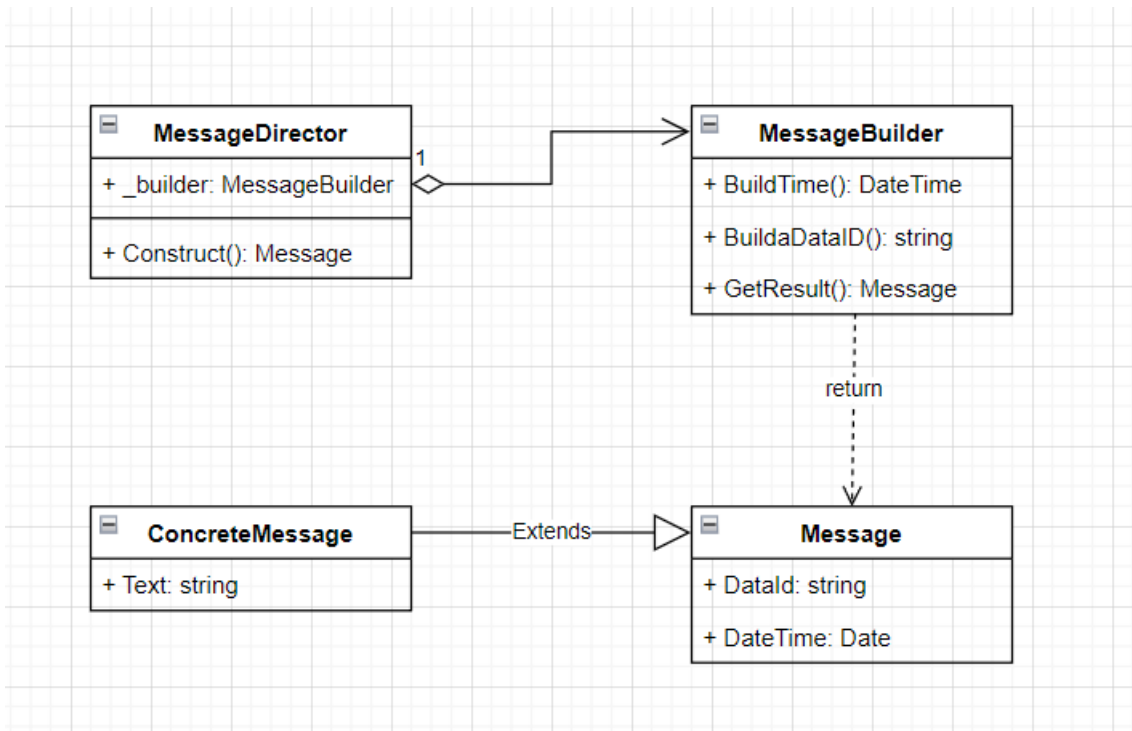 MessageDirector
+ _builder: MessageBuilder
+ Construct(): Message
1
MessageBuilder
+ BuildTime(): DateTime
+ BuildaDataID(): string
+ GetResult(): Message
return
ConcreteMessage
+ Text: string
Extends
Message
+ DataId: string
+ DateTime: Date